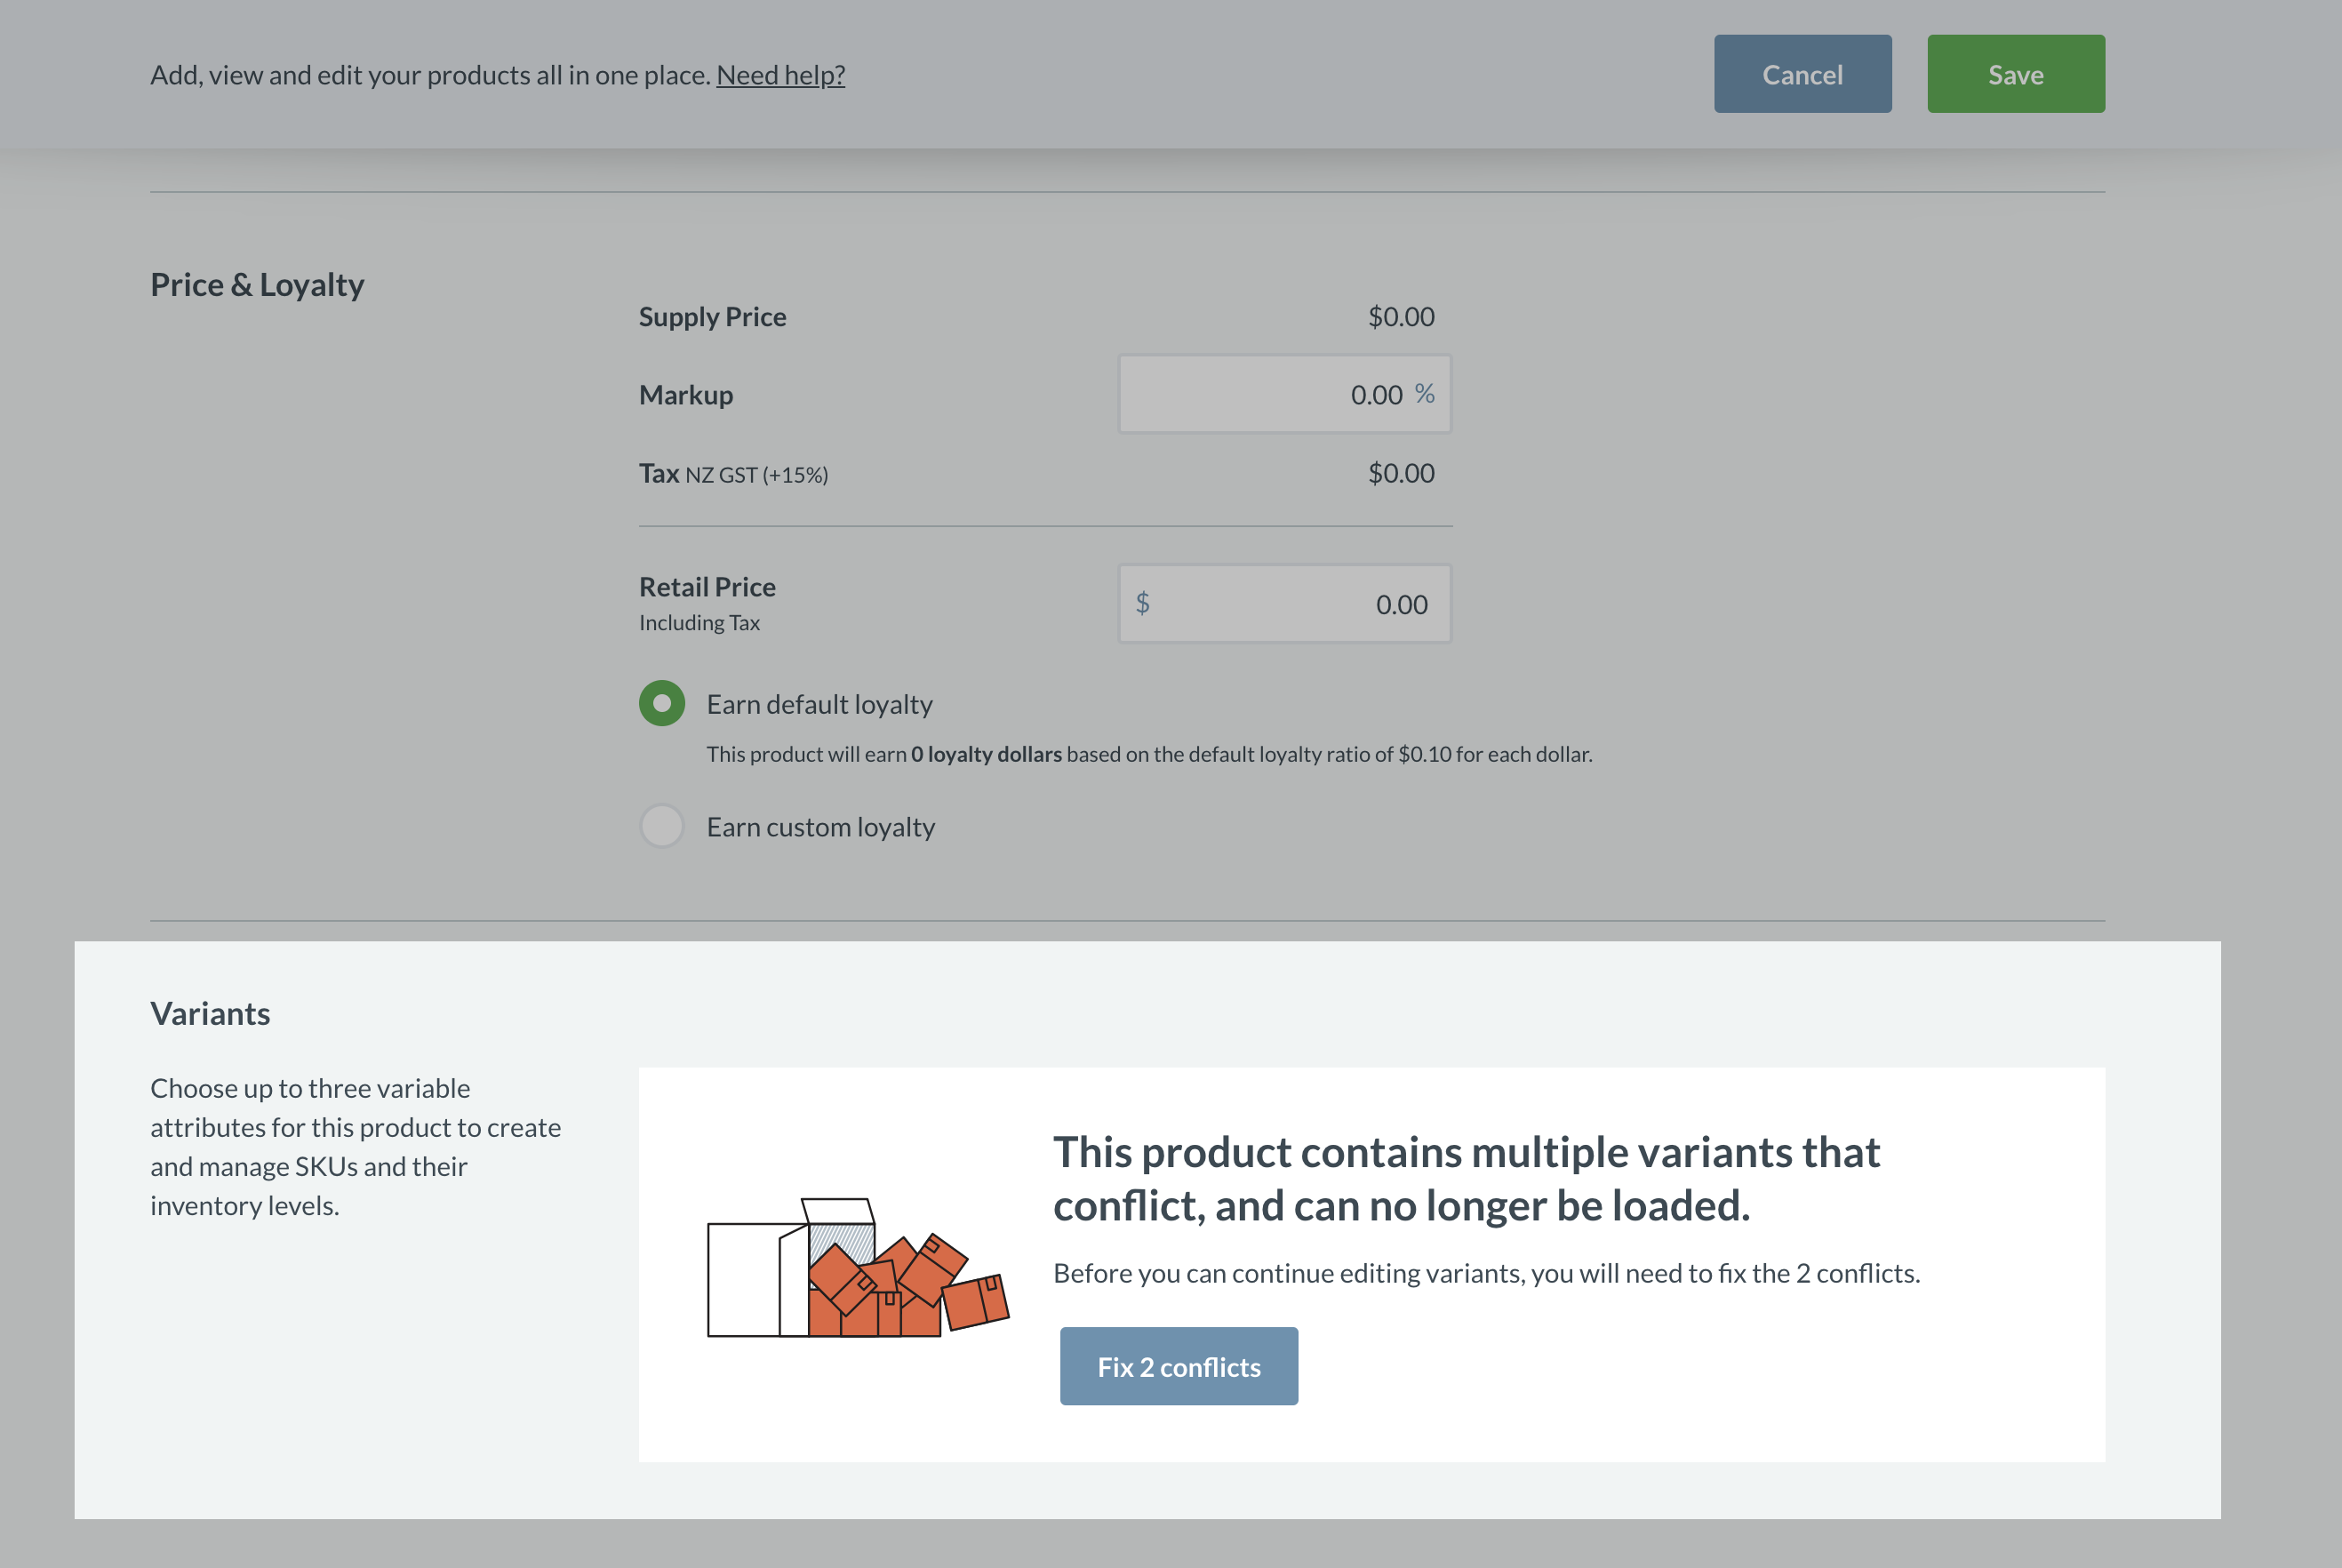 Add, view and edit your products all in one place. Need help?
Cancel
Save
Price & Loyalty
Supply Price
$0.00
Markup
0.00 %
Tax NZ GST (+15%)
$0.00
Retail Price
Including Tax
$ 0.00
Earn default loyalty
This product will earn 0 loyalty dollars based on the default loyalty ratio of $0.10 for each dollar.
Earn custom loyalty
Variants
Choose up to three variable
attributes for this product to create
and manage SKUs and their
inventory levels.
This product contains multiple variants that
conflict, and can no longer be loaded.
Before you can continue editing variants, you will need to fix the 2 conflicts.
Fix 2 conflicts